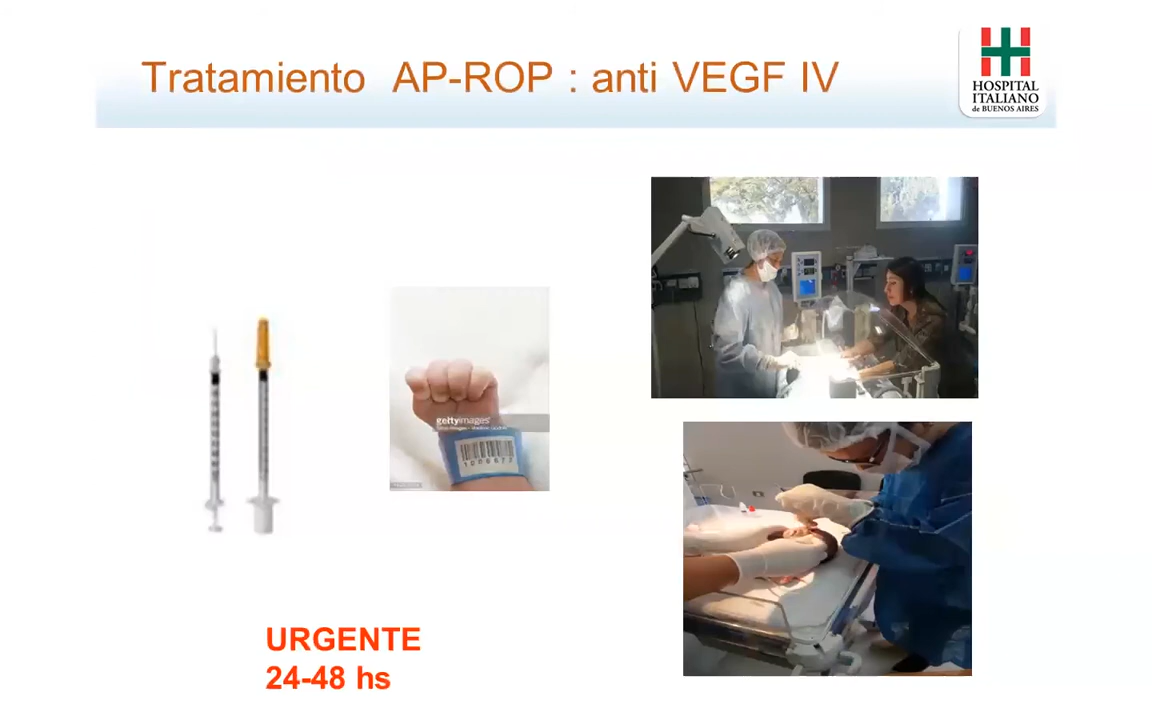 Tratamiento AP-ROP : anti VEGF IV
HOSPITAL
ITALIANO
de BUENOS AIRES
gettyimages
URGENTE
24-48 hs